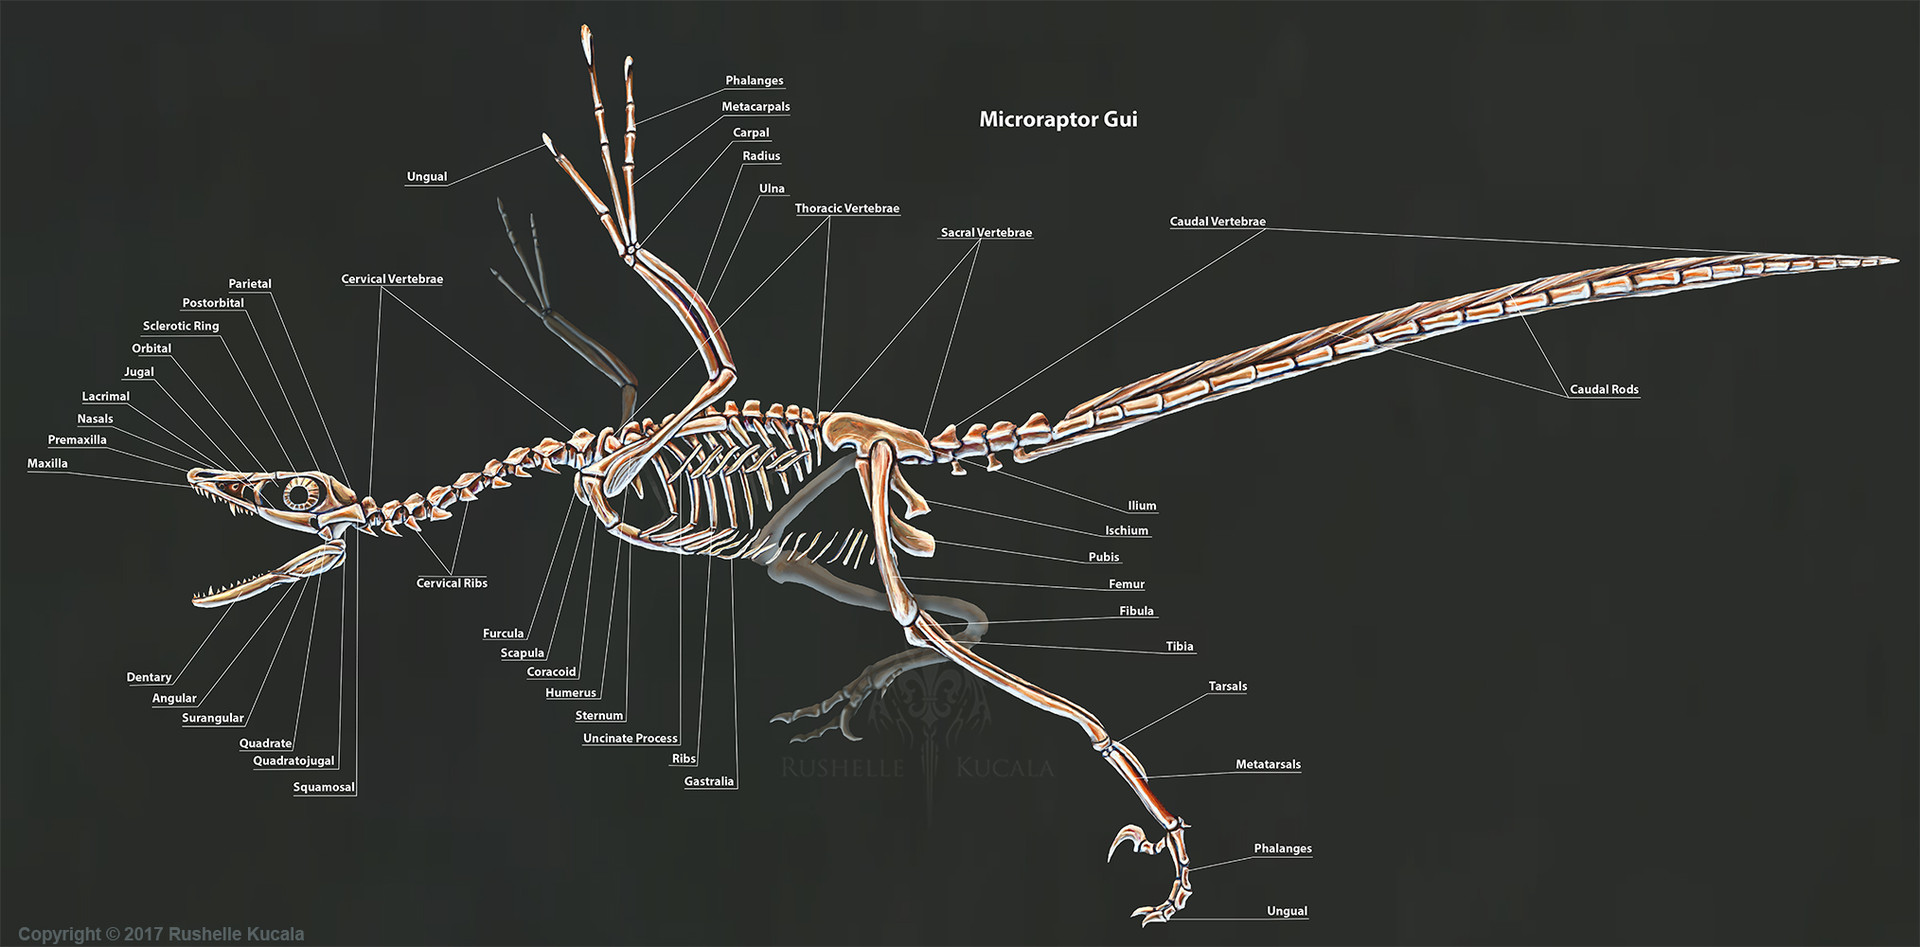 Microraptor Gui
Phalanges
Metacarpals
Carpal
Radius
Ulna
Thoracic Vertebrae
Sacral Vertebrae
Caudal Vertebrae
Ungual
Cervical Vertebrae
Parietal
Postorbital
Sclerotic Ring
Orbital
Jugal
Lacrimal
Nasals
Premaxilla
Maxilla
Caudal Rods
Ilium
Ischium
Pubis
Femur
Fibula
Tibia
Tarsals
Metatarsals
Phalanges
Ungual
Cervical Ribs
Furcula
Scapula
Coracoid
Humerus
Sternum
Uncinate Process
Ribs
Gastralia
Dentary
Angular
Surangular
Quadrate
Quadratojugal
Squamosal
RUSHELLE KUCALA
Copyright © 2017 Rushelle Kucala